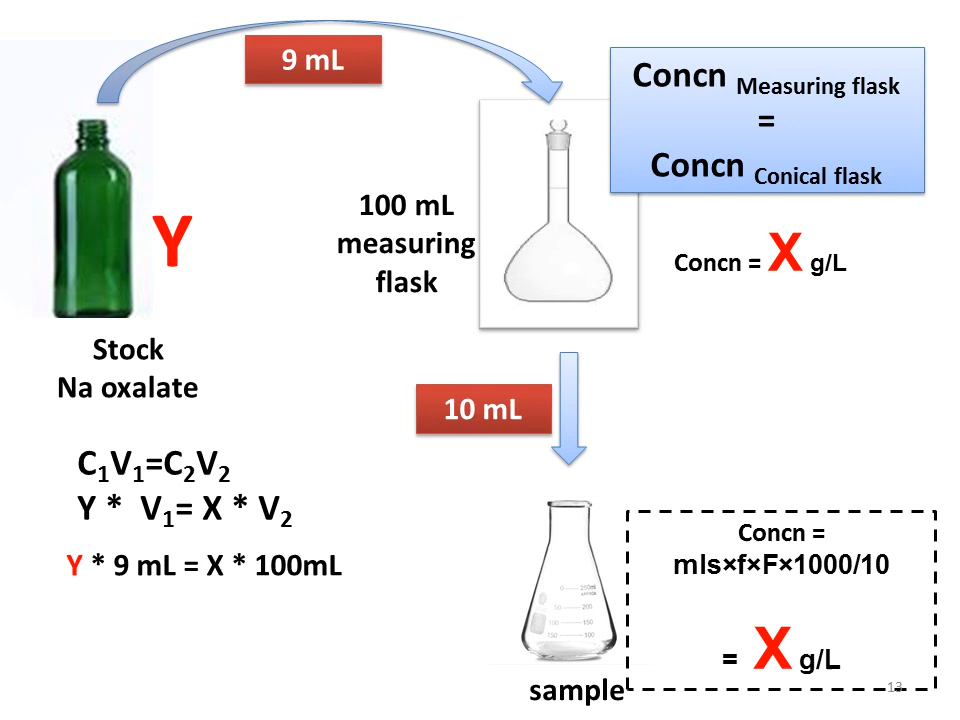 9 mL
Concn Measuring flask
=
Concn Conical flask
100 mL
measuring
flask
Y
Concn = X g/L
Stock
Na oxalate
10 mL
C₁V₁=C₂V₂
Y * V₁= X * V₂
Y * 9 mL = X * 100mL
Concn =
mls×f×F×1000/10
= X g/L
sample
13